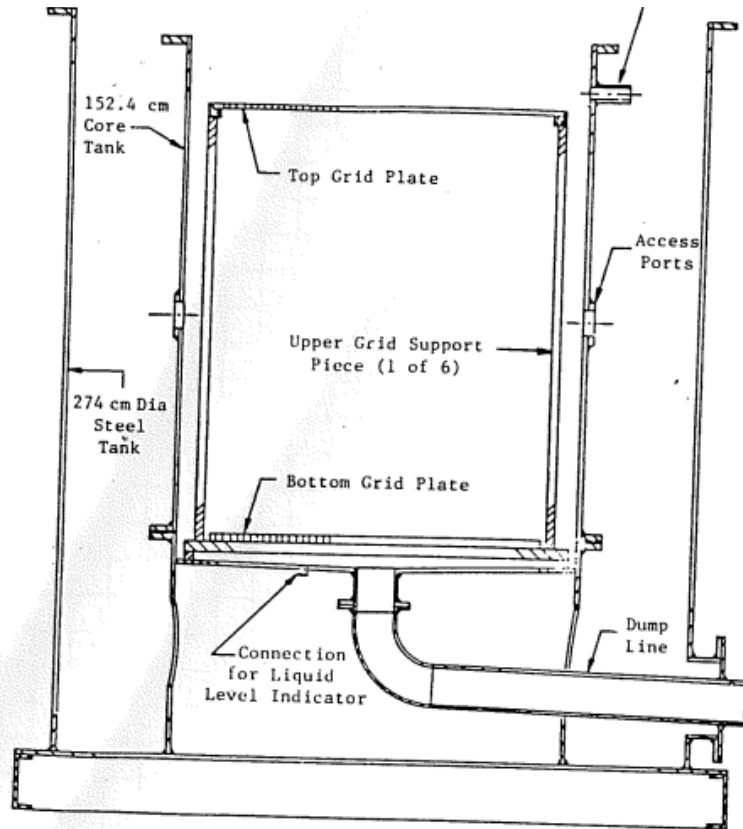 152.4 cm
Core
Tank
Top Grid Plate
Access
Ports
Upper Grid Support
Piece (1 of 6)
274 cm Dia
Steel
Tank
Bottom Grid Plate
Connection
for Liquid
Level Indicator
Dump
Line